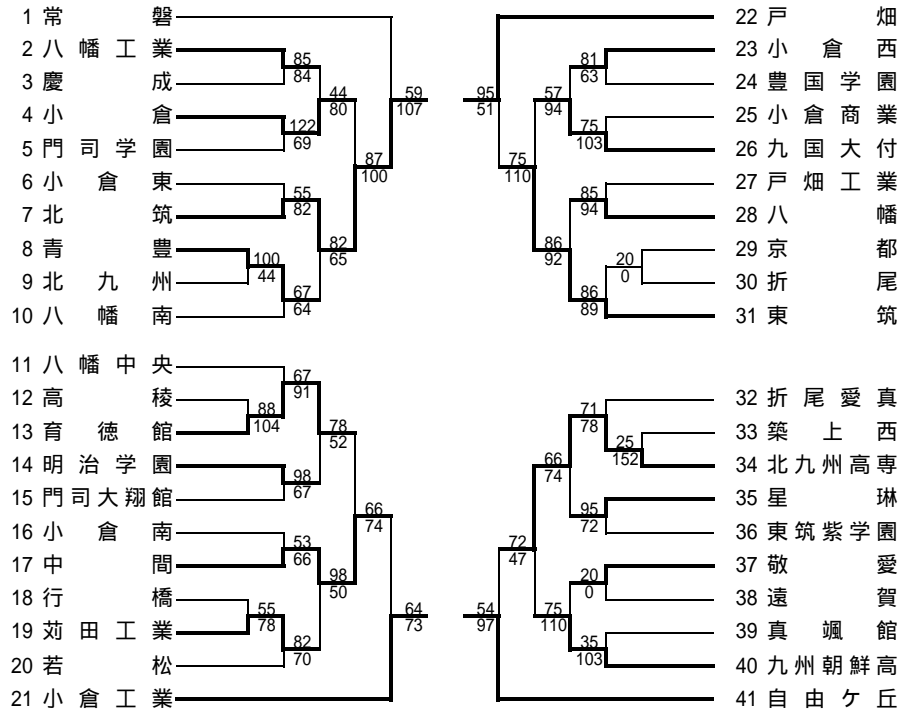 1 常磐
2 八幡工業
3 慶成
4 小倉
5 門司学園
6 小倉東
7 北筑
8 青豊
9 北九州
10 八幡南
85
84
122
69
44
80
55
82
100
44
67
64
82
65
87
100
59
107
22 戸畑
23 小倉西
24 豊国学園
25 小倉商業
26 九国大付
27 戸畑工業
28 八幡
29 京都
30 折尾
31 東筑
95
51
81
63
57
94
75
103
75
110
85
94
86
92
20
0
86
89
11 八幡中央
12 高稜
13 育徳館
14 明治学園
15 門司大翔館
16 小倉南
17 中間
18 行橋
19 苅田工業
20 若松
21 小倉工業
67
91
88
104
78
52
98
67
66
74
53
66
98
50
55
78
82
70
64
73
32 折尾愛真
33 築上西
34 北九州高専
35 星琳
36 東筑紫学園
37 敬愛
38 遠賀
39 真颯館
40 九州朝鮮高
41 自由ケ丘
71
78
25
152
66
74
95
72
72
47
20
0
75
110
35
103
54
97